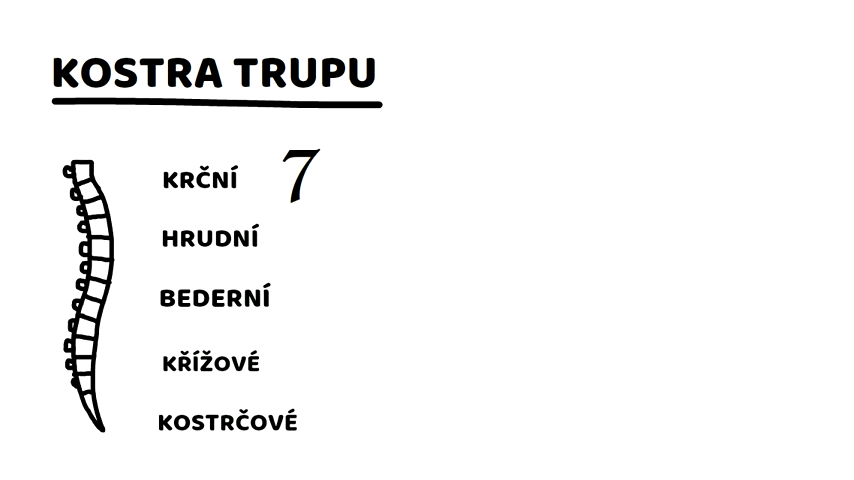 KOSTRA TRUPU
KRČNÍ 7
HRUDNÍ
BEDERNÍ
KŘÍŽOVÉ
KOSTRČOVÉ